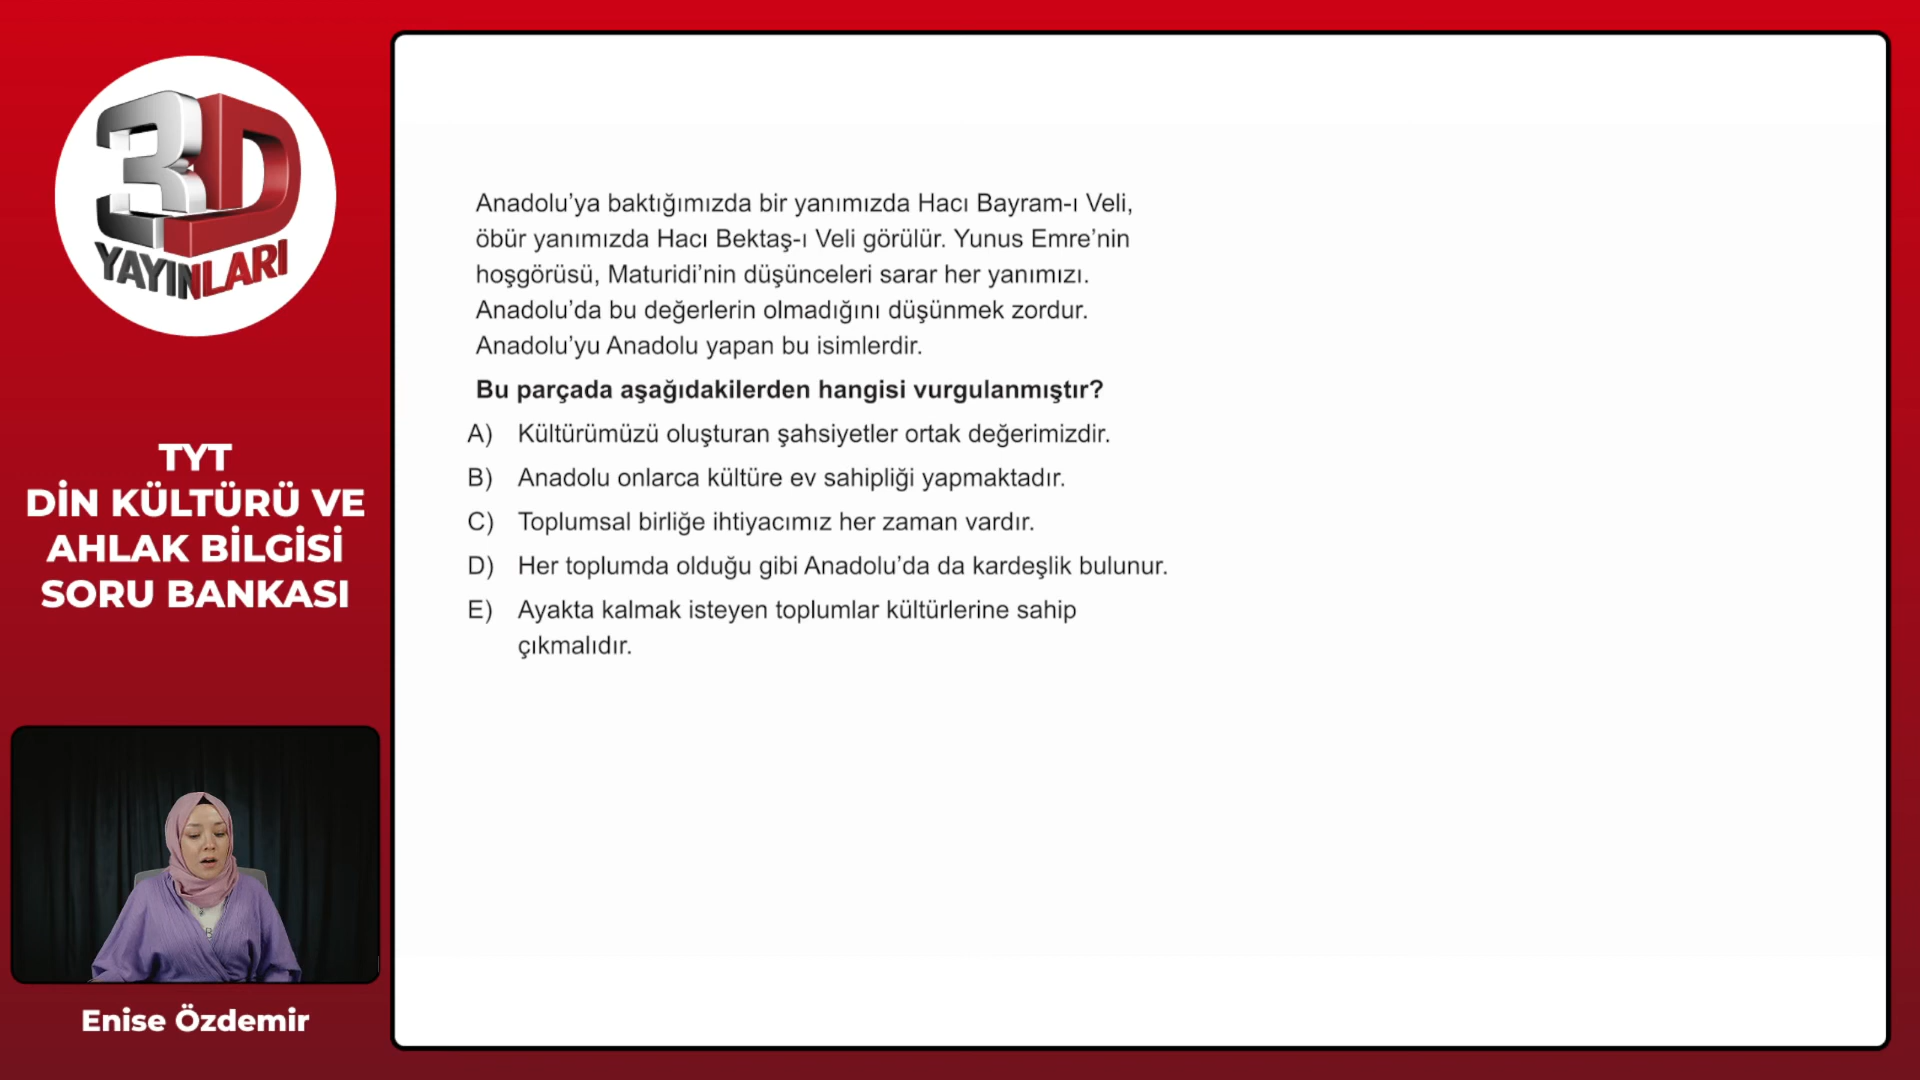 3D
YAYINLARI
TYT
DİN KÜLTÜRÜ VE
AHLAK BİLGİSİ
SORU BANKASI
Enise Özdemir
Anadolu’ya baktığımızda bir yanımızda Hacı Bayram-ı Veli,
öbür yanımızda Hacı Bektaş-ı Veli görülür. Yunus Emre’nin
hoşgörüsü, Maturidi’nin düşünceleri sarar her yanımızı.
Anadolu’da bu değerlerin olmadığını düşünmek zordur.
Anadolu’yu Anadolu yapan bu isimlerdir.
Bu parçada aşağıdakilerden hangisi vurgulanmıştır?
A) Kültürümüzü oluşturan şahsiyetler ortak değerimizdir.
B) Anadolu onlarca kültüre ev sahipliği yapmaktadır.
C) Toplumsal birliğe ihtiyacımız her zaman vardır.
D) Her toplumda olduğu gibi Anadolu’da da kardeşlik bulunur.
E) Ayakta kalmak isteyen toplumlar kültürlerine sahip
çıkmalıdır.